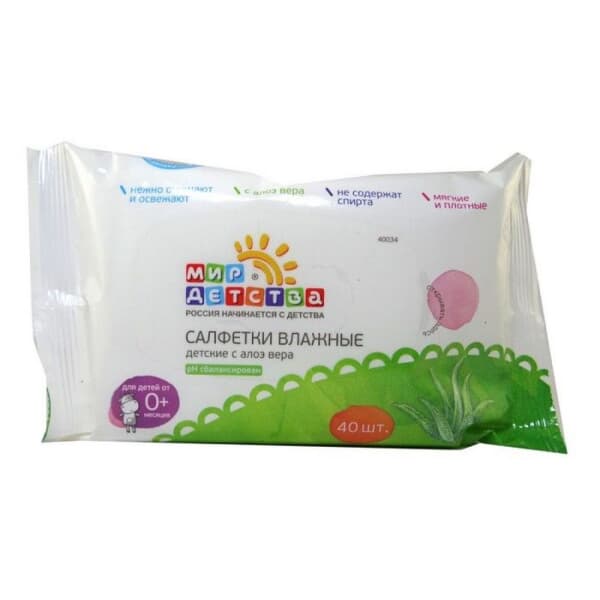 нежно очищают
и освежают
с алоэ вера
не содержат
спирта
мягкие
и плотные
40034
МИР ®
ДЕТСТВА
РОССИЯ НАЧИНАЕТСЯ С ДЕТСТВА
САЛФЕТКИ ВЛАЖНЫЕ
детские с алоэ вера
pH сбалансирован
для детей от
0+
месяцев
40 шт.